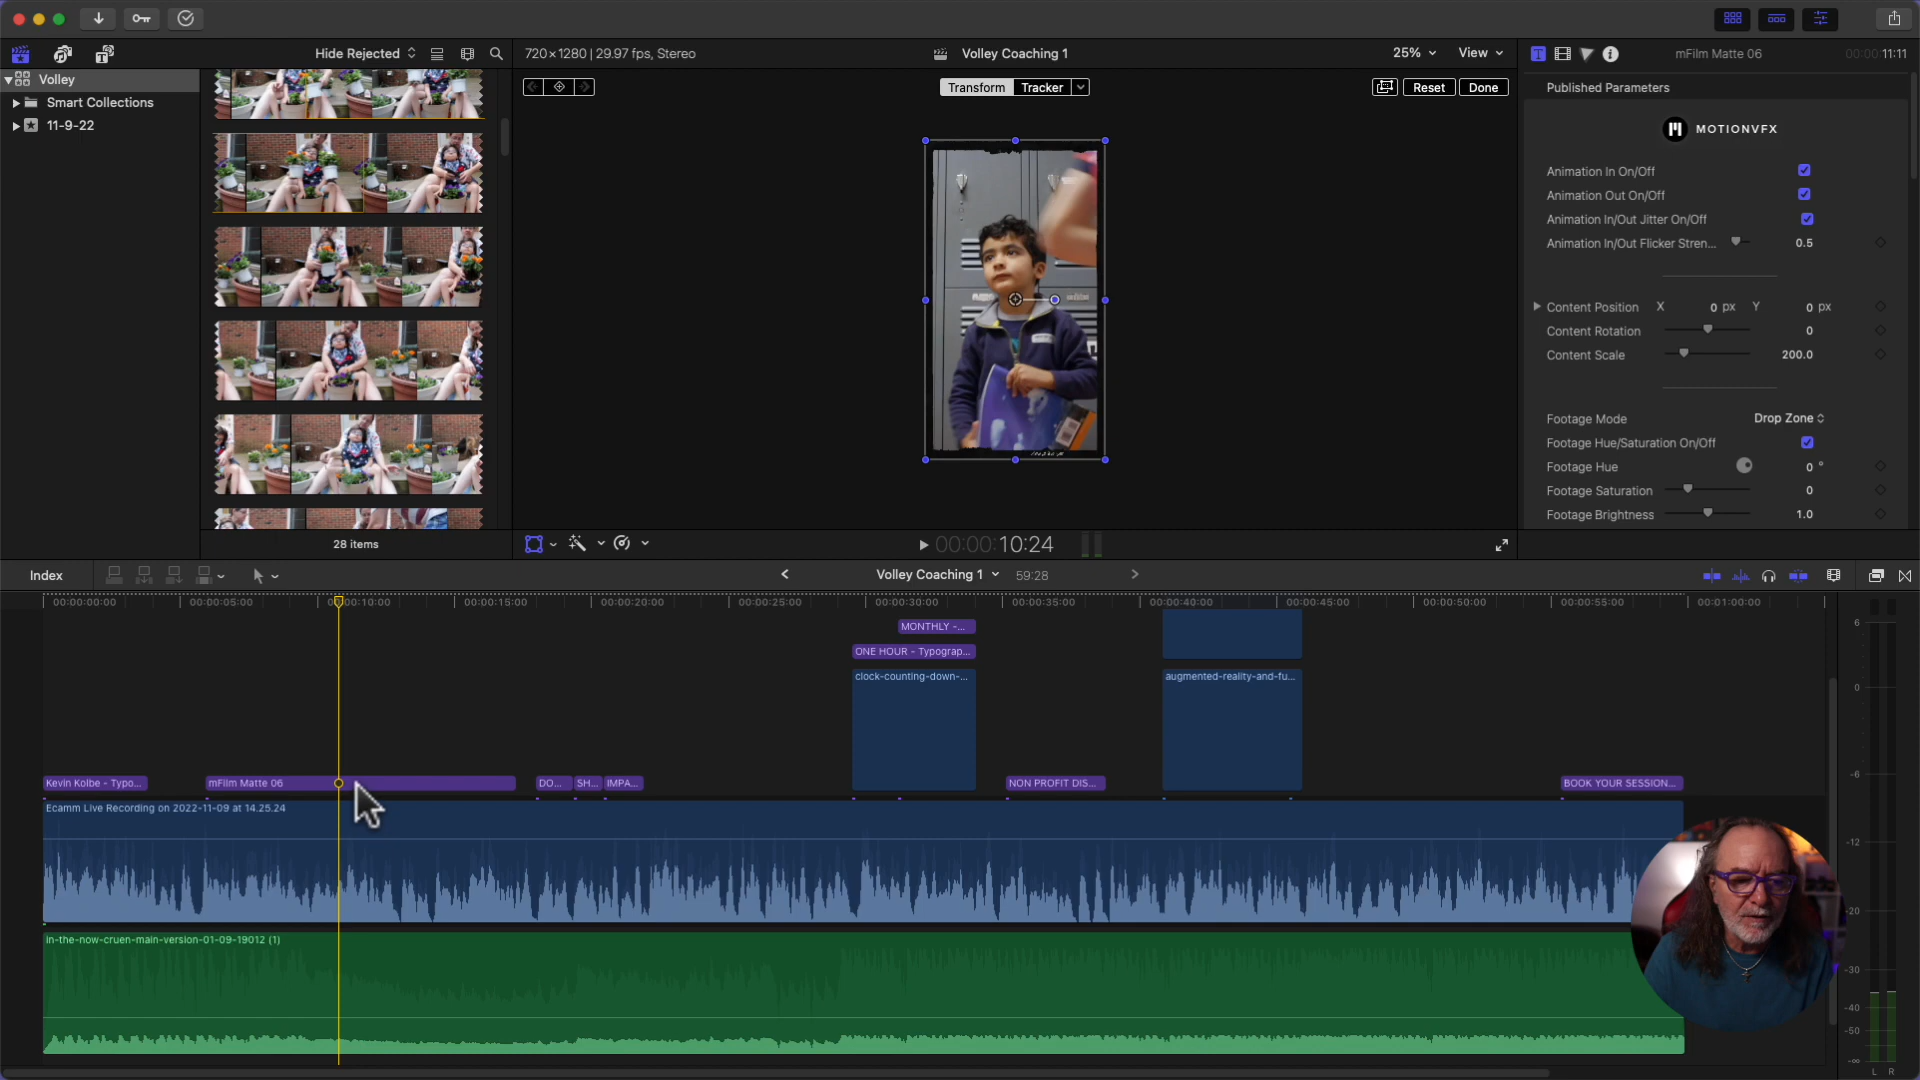 Hide Rejected
720×1280 | 29.97 fps, Stereo
Volley Coaching 1
25%
View
mFilm Matte 06
00:00:11:11
Volley
Smart Collections
11-9-22
Transform
Tracker
Reset
Done
Published Parameters
MOTIONVFX
Animation In On/Off
Animation Out On/Off
Animation In/Out Jitter On/Off
Animation In/Out Flicker Stren... 0.5
Content Position X 0 px Y 0 px
Content Rotation 0
Content Scale 200.0
Footage Mode Drop Zone
Footage Hue/Saturation On/Off
Footage Hue 0 °
Footage Saturation 0
Footage Brightness 1.0
28 items
00:00:10:24
Index
Volley Coaching 1
59:28
00:00:00:00
00:00:05:00
00:00:10:00
00:00:15:00
00:00:20:00
00:00:25:00
00:00:30:00
00:00:35:00
00:00:40:00
00:00:45:00
00:00:50:00
00:00:55:00
00:01:00:00
MONTHLY -...
ONE HOUR - Typograp...
clock-counting-down-...
augmented-reality-and-fu...
Kevin Kolbe - Typo...
mFilm Matte 06
DO...
SH...
IMPA...
NON PROFIT DIS...
BOOK YOUR SESSION...
Ecamm Live Recording on 2022-11-09 at 14.25.24
in-the-now-cruen-main-version-01-09-19012 (1)
6
0
-6
-12
-20
-30
-40
-50
-∞
L R